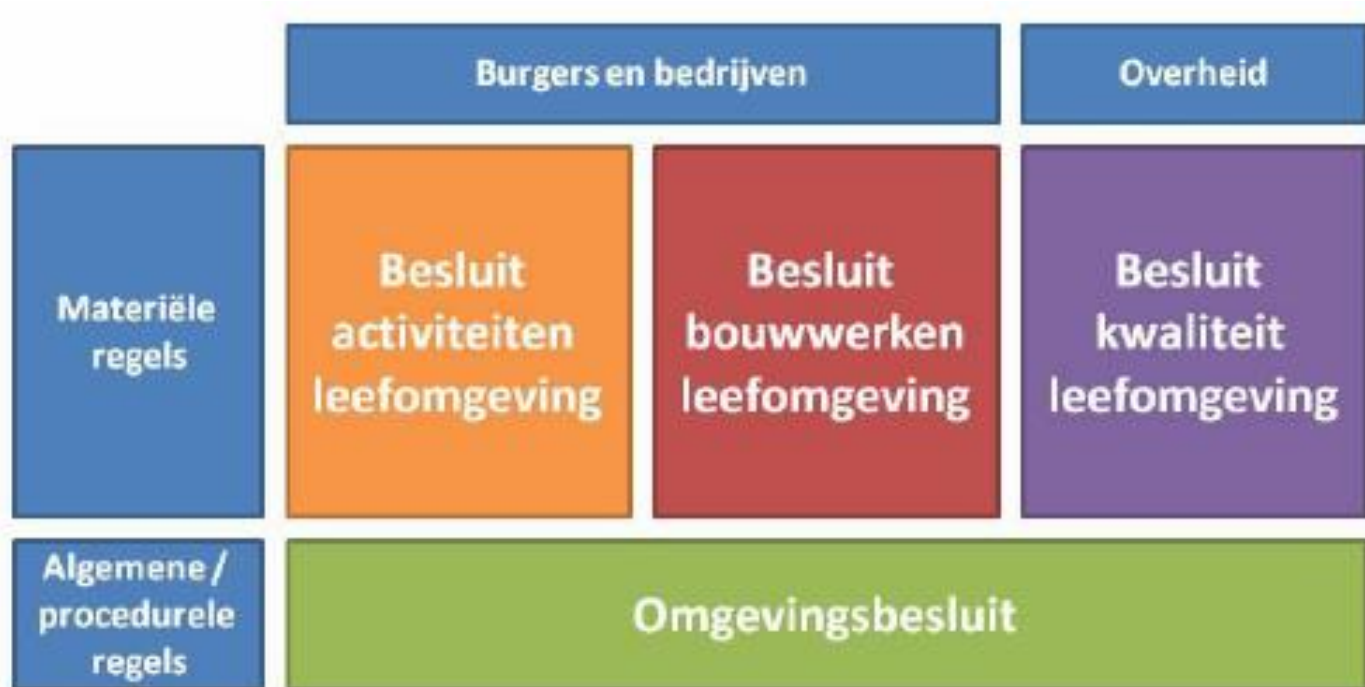 Burgers en bedrijven
Overheid
Materiële
regels
Besluit
activiteiten
leefomgeving
Besluit
bouwwerken
leefomgeving
Besluit
kwaliteit
leefomgeving
Algemene /
procedurele
regels
Omgevingsbesluit